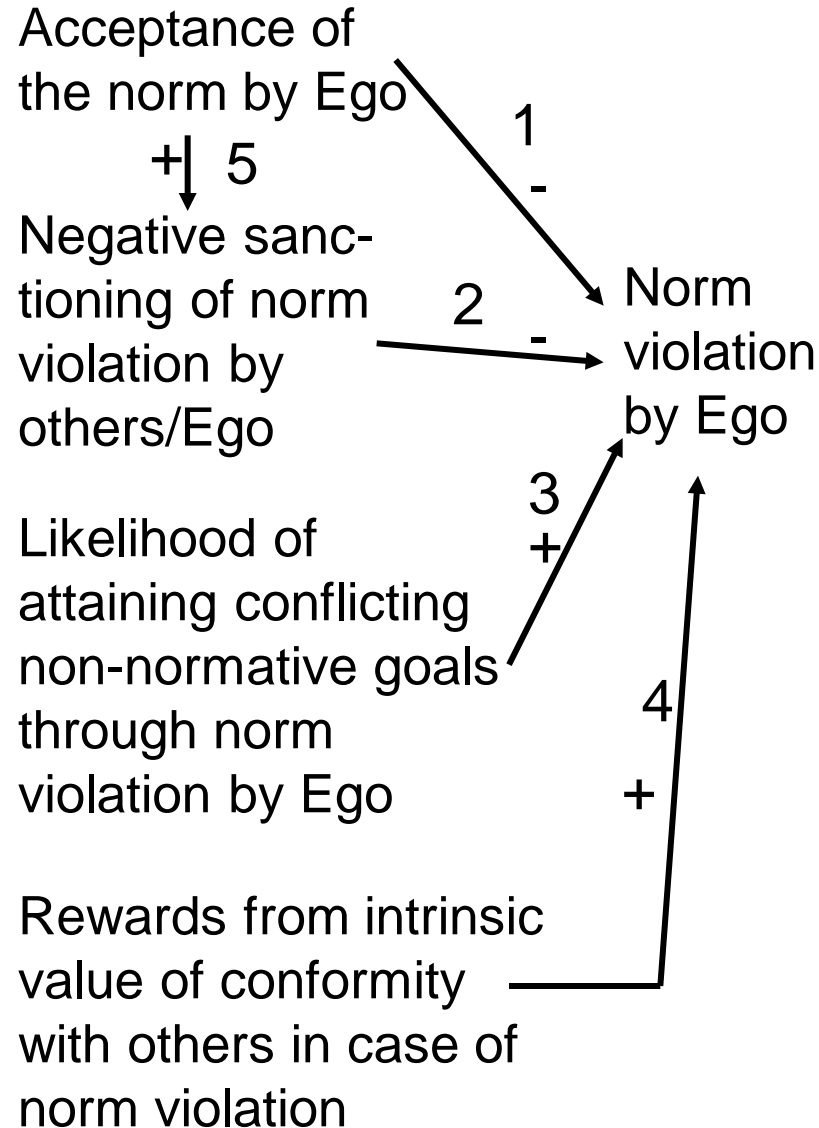 Acceptance of
the norm by Ego
1
-
+ 5
Negative sanc-
tioning of norm
violation by
others/Ego
2
-
Norm
violation
by Ego
3
+
Likelihood of
attaining conflicting
non-normative goals
through norm
violation by Ego
4
+
Rewards from intrinsic
value of conformity
with others in case of
norm violation